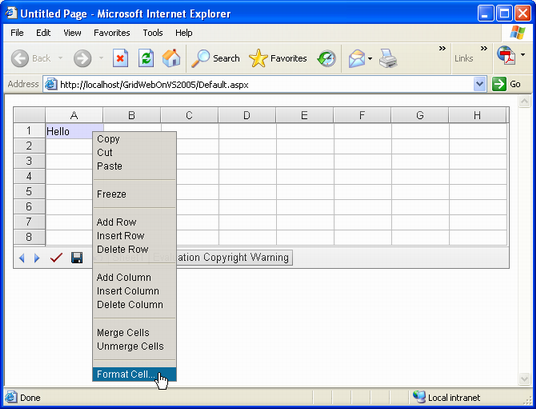 Untitled Page - Microsoft Internet Explorer
File Edit View Favorites Tools Help
Back Search Favorites Links
Address http://localhost/GridWebOnVS2005/Default.aspx Go
A B C D E F G H
1 Hello
2
3
4
5
6
7
8
Copy
Cut
Paste
Freeze
Add Row
Insert Row
Delete Row
Copyright Warning
Add Column
Insert Column
Delete Column
Merge Cells
Unmerge Cells
Format Cell...
Done Local intranet